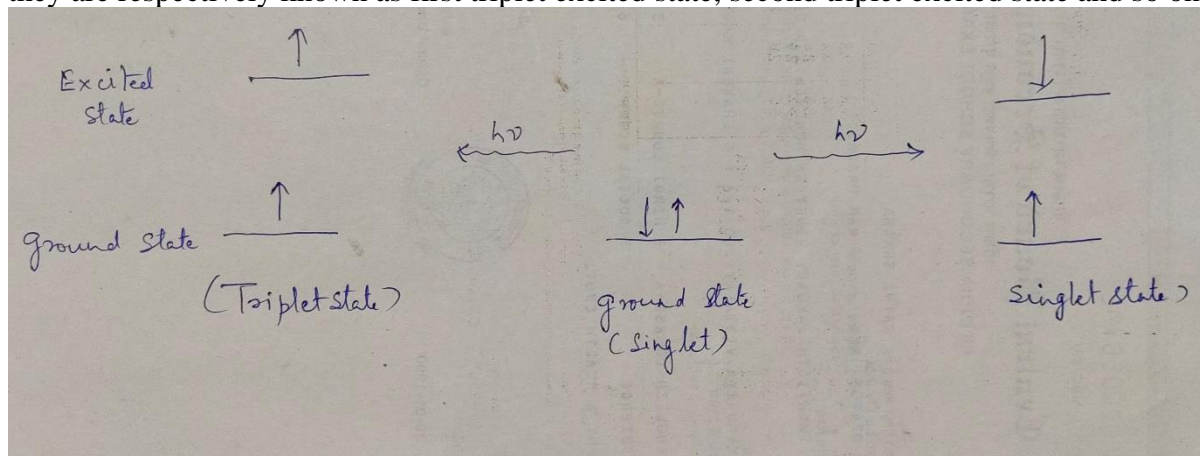 they are respectively known as first triplet excited state, second triplet excited state and so on
Excited
State
hν
hν
ground State
(Triplet state)
ground State
(Singlet)
Singlet state)